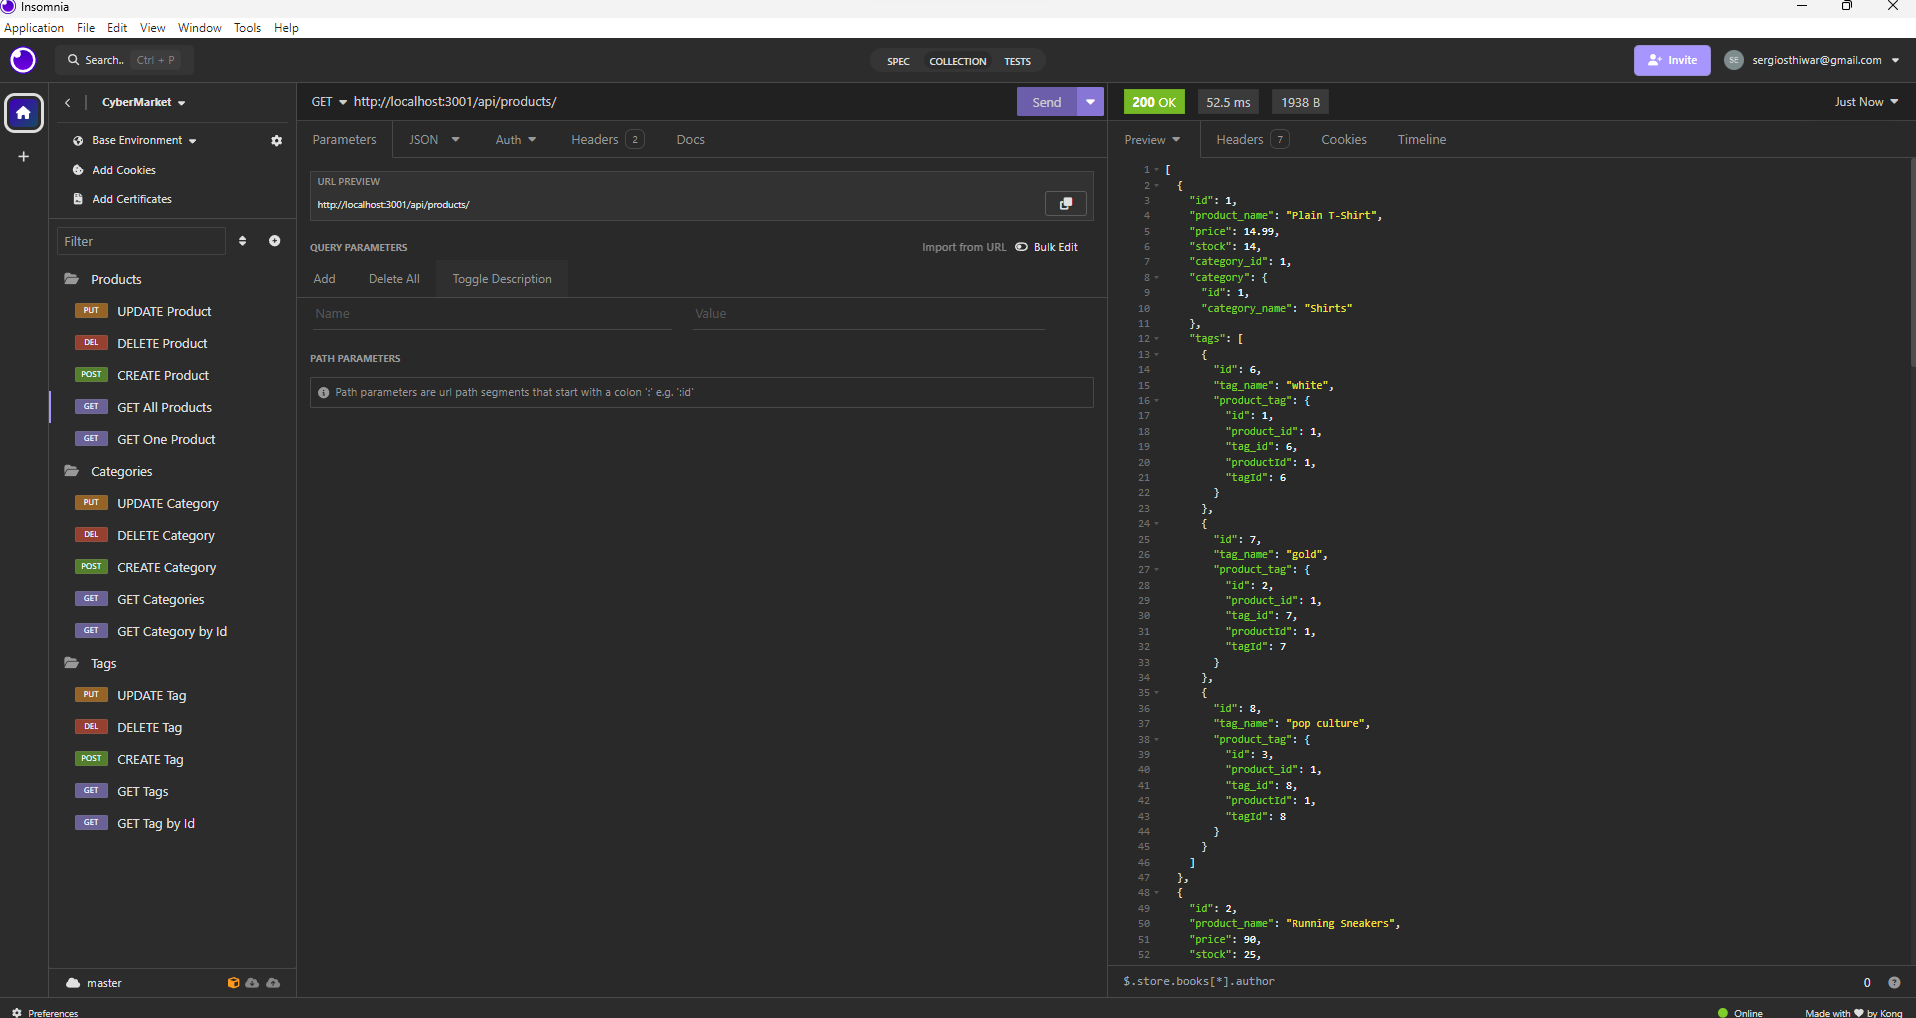 Insomnia
Application File Edit View Window Tools Help
Search.. Ctrl + P
SPEC COLLECTION TESTS
Invite
SE sergiosthiwar@gmail.com
CyberMarket
GET http://localhost:3001/api/products/
Send
200 OK 52.5 ms 1938 B
Just Now
Base Environment
Add Cookies
Add Certificates
Filter
Products
PUT UPDATE Product
DEL DELETE Product
POST CREATE Product
GET GET All Products
GET GET One Product
Categories
PUT UPDATE Category
DEL DELETE Category
POST CREATE Category
GET GET Categories
GET GET Category by Id
Tags
PUT UPDATE Tag
DEL DELETE Tag
POST CREATE Tag
GET GET Tags
GET GET Tag by Id
master
Parameters JSON Auth Headers 2 Docs
URL PREVIEW
http://localhost:3001/api/products/
QUERY PARAMETERS
Import from URL Bulk Edit
Add Delete All Toggle Description
Name Value
PATH PARAMETERS
Path parameters are url path segments that start with a colon ':' e.g. ':id'
Preview Headers 7 Cookies Timeline
1 [
2 {
3 "id": 1,
4 "product_name": "Plain T-Shirt",
5 "price": 14.99,
6 "stock": 14,
7 "category_id": 1,
8 "category": {
9 "id": 1,
10 "category_name": "Shirts"
11 },
12 "tags": [
13 {
14 "id": 6,
15 "tag_name": "white",
16 "product_tag": {
17 "id": 1,
18 "product_id": 1,
19 "tag_id": 6,
20 "productId": 1,
21 "tagId": 6
22 }
23 },
24 {
25 "id": 7,
26 "tag_name": "gold",
27 "product_tag": {
28 "id": 2,
29 "product_id": 1,
30 "tag_id": 7,
31 "productId": 1,
32 "tagId": 7
33 }
34 },
35 {
36 "id": 8,
37 "tag_name": "pop culture",
38 "product_tag": {
39 "id": 3,
40 "product_id": 1,
41 "tag_id": 8,
42 "productId": 1,
43 "tagId": 8
44 }
45 }
46 ]
47 },
48 {
49 "id": 2,
50 "product_name": "Running Sneakers",
51 "price": 90,
52 "stock": 25,
$.store.books[*].author 0
Preferences
Online
Made with by Kong